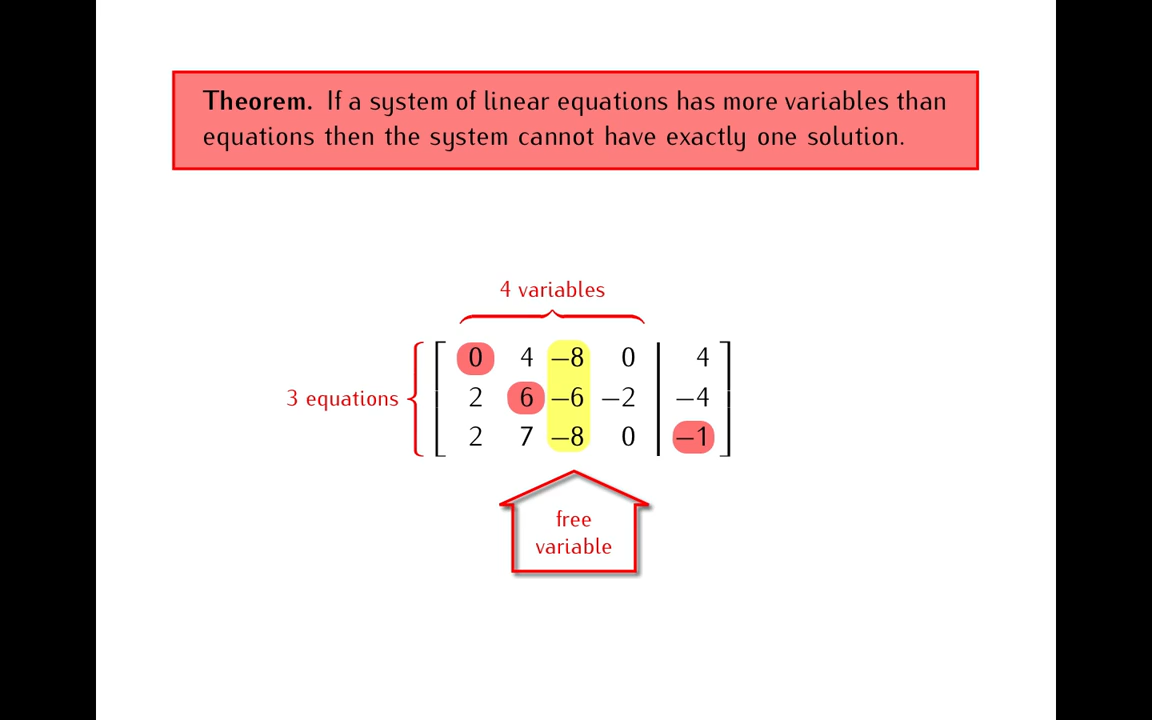 Theorem. If a system of linear equations has more variables than
equations then the system cannot have exactly one solution.
4 variables
3 equations
0 4 −8 0 4
2 6 −6 −2 −4
2 7 −8 0 −1
free
variable